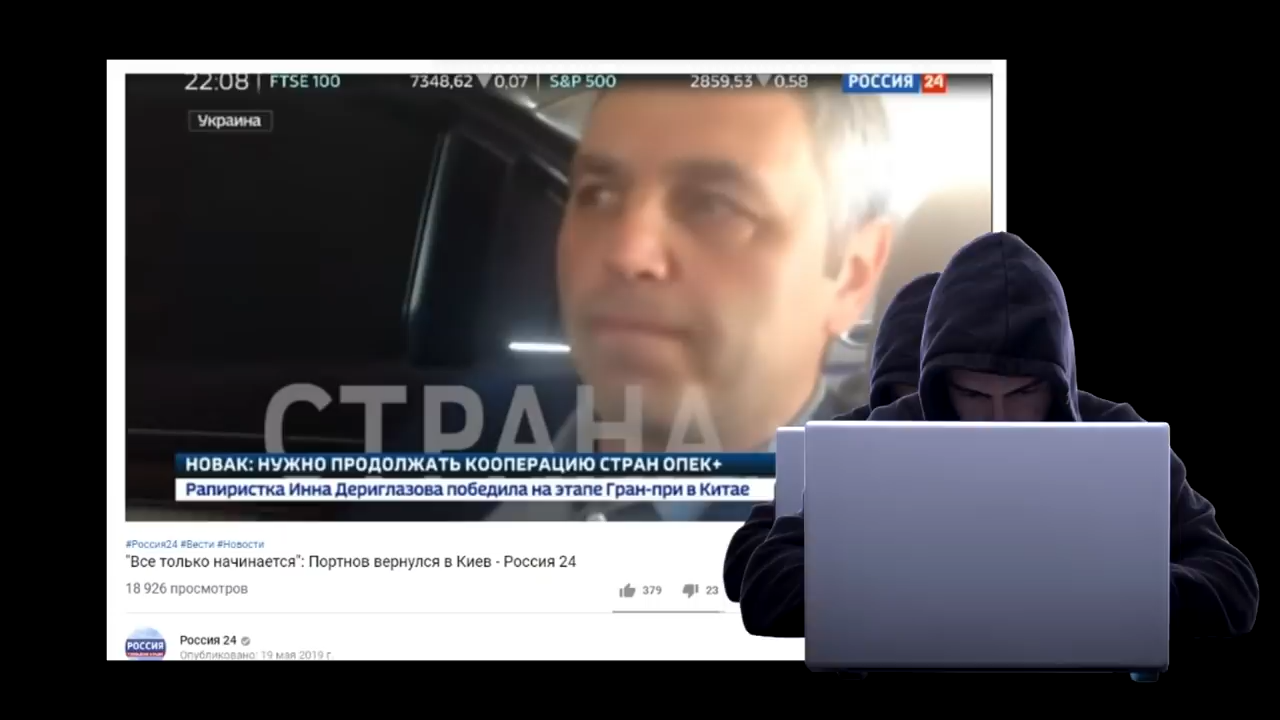 22:08 | FTSE 100 7348,62 ▼ 0,07 | S&P 500 2859,53 ▼ 0,58 РОССИЯ 24
Украина
СТРАНА
НОВАК: НУЖНО ПРОДОЛЖАТЬ КООПЕРАЦИЮ СТРАН ОПЕК+
Рапиристка Инна Дериглазова победила на этапе Гран-при в Китае
#Россия24 #Вести #Новости
"Все только начинается": Портнов вернулся в Киев - Россия 24
18 926 просмотров 379 23
РОССИЯ
Россия 24
Опубликовано: 19 мая 2019 г.